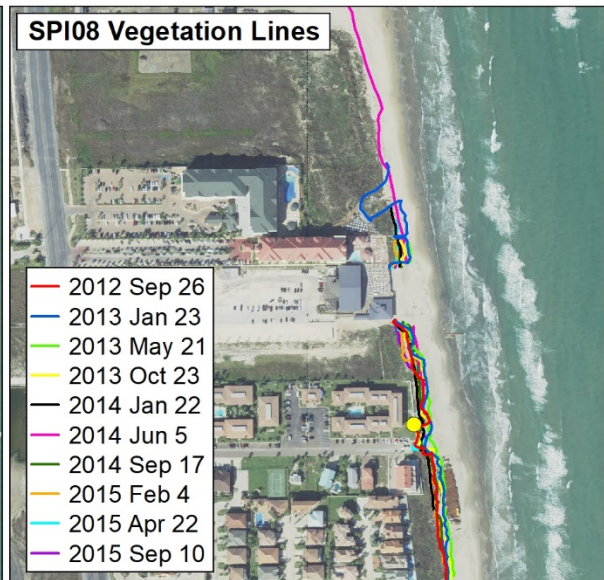 SPI08 Vegetation Lines
2012 Sep 26
2013 Jan 23
2013 May 21
2013 Oct 23
2014 Jan 22
2014 Jun 5
2014 Sep 17
2015 Feb 4
2015 Apr 22
2015 Sep 10